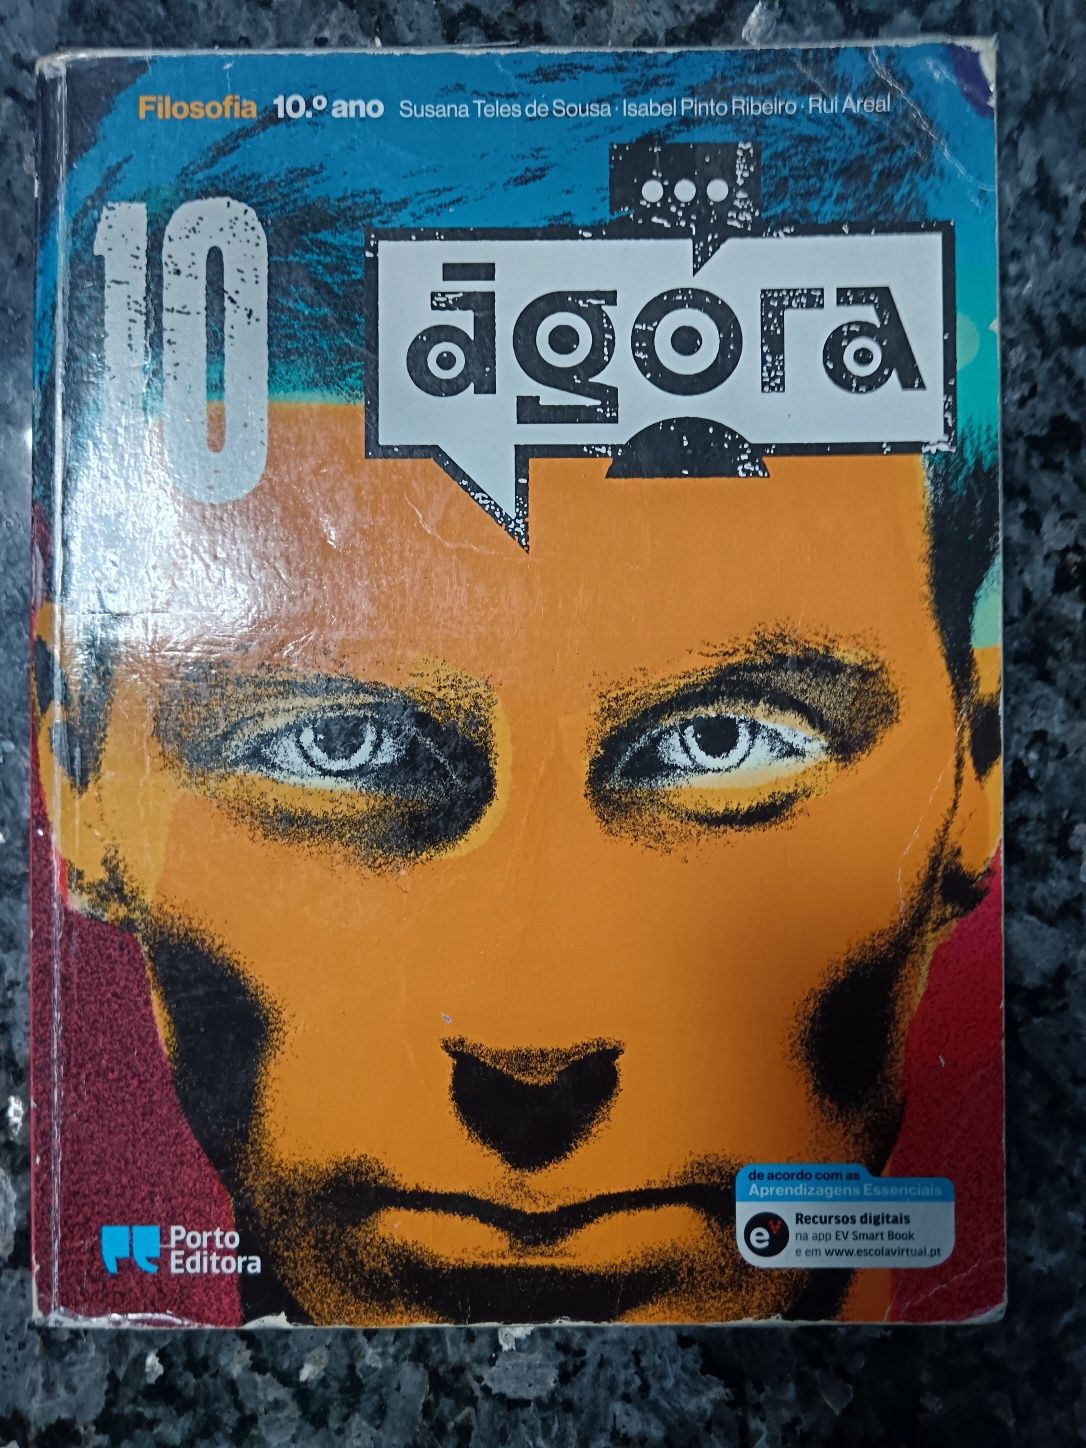 Filosofia 10.º ano Susana Teles de Sousa · Isabel Pinto Ribeiro · Rui Areal
10
ágora
de acordo com as
Aprendizagens Essenciais
eV
Recursos digitais
na app EV Smart Book
e em www.escolavirtual.pt
Porto
Editora